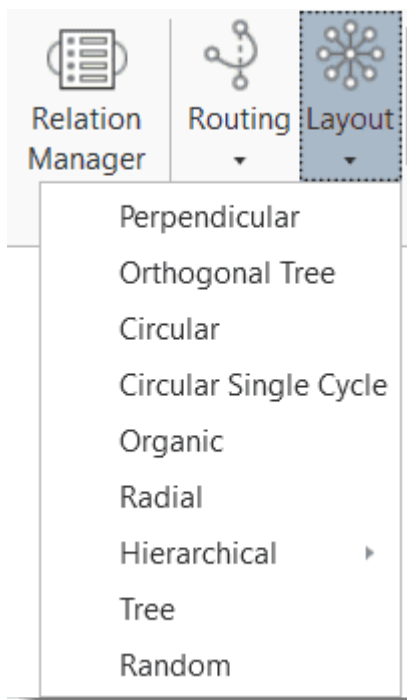 Relation
Manager
Routing
Layout
Perpendicular
Orthogonal Tree
Circular
Circular Single Cycle
Organic
Radial
Hierarchical
Tree
Random